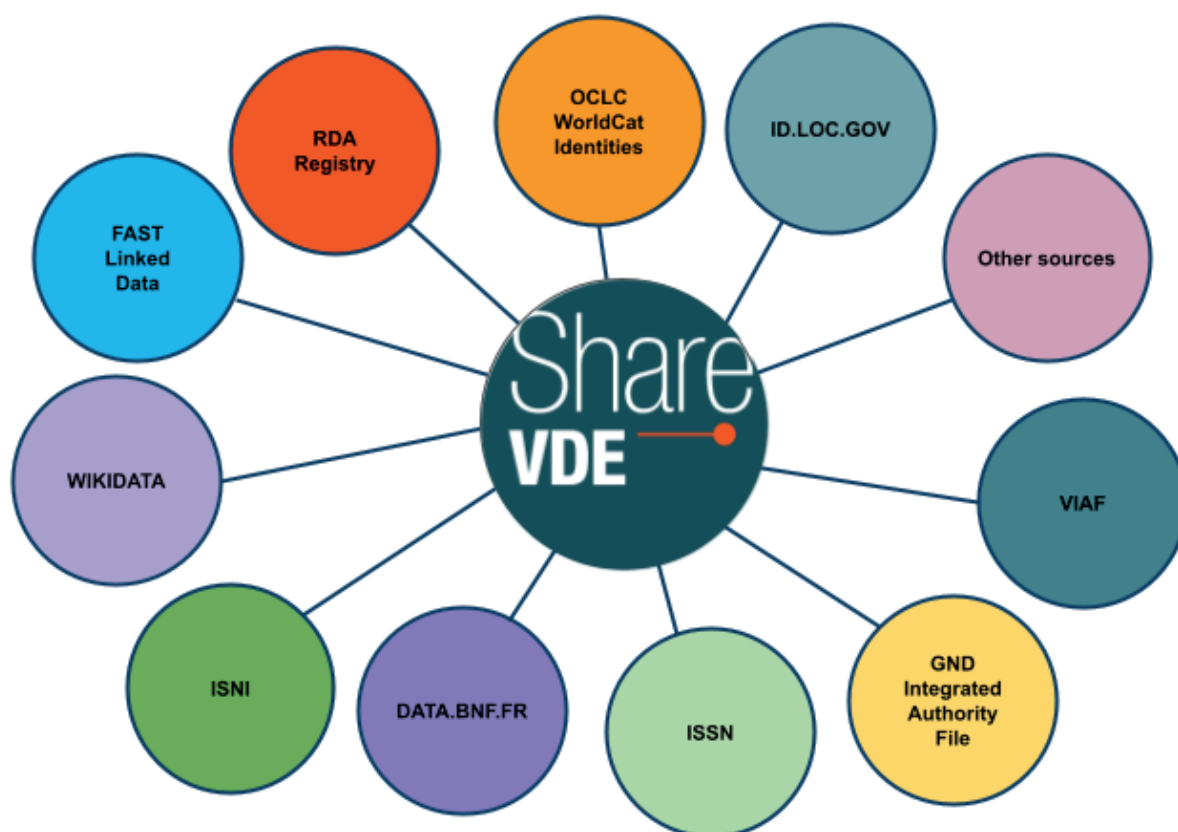 OCLC
WorldCat
Identities
ID.LOC.GOV
RDA
Registry
FAST
Linked
Data
Other sources
Share
VDE
WIKIDATA
VIAF
ISNI
DATA.BNF.FR
ISSN
GND
Integrated
Authority
File